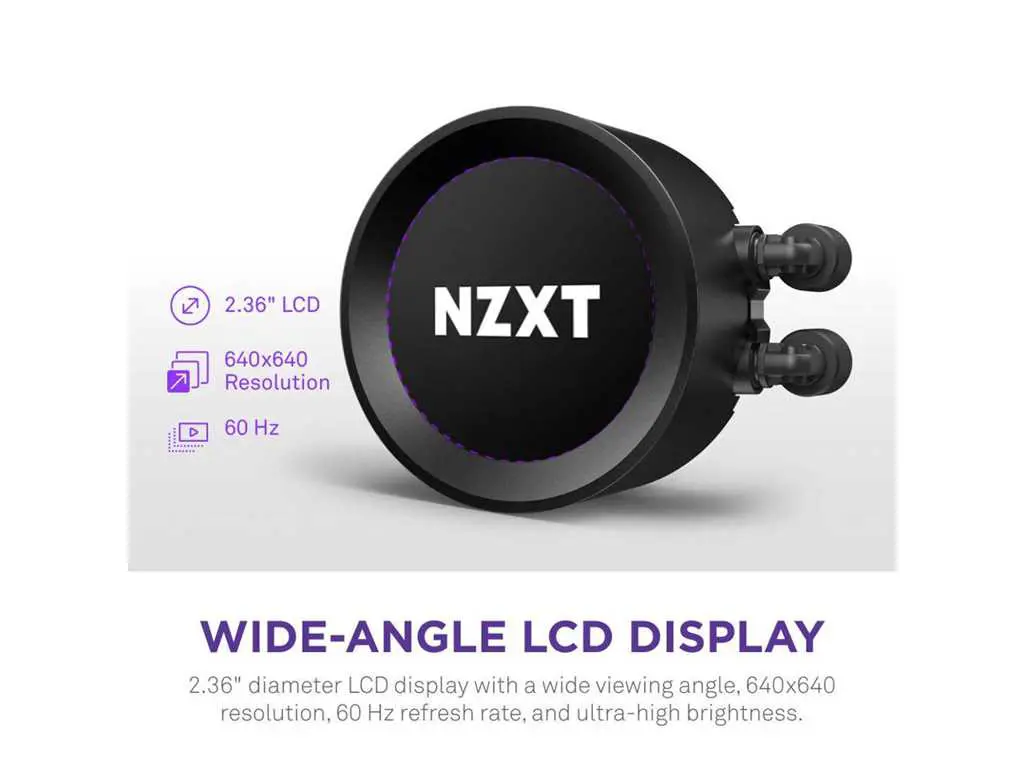 NZXT
2.36" LCD
640x640
Resolution
60 Hz
WIDE-ANGLE LCD DISPLAY
2.36" diameter LCD display with a wide viewing angle, 640x640
resolution, 60 Hz refresh rate, and ultra-high brightness.